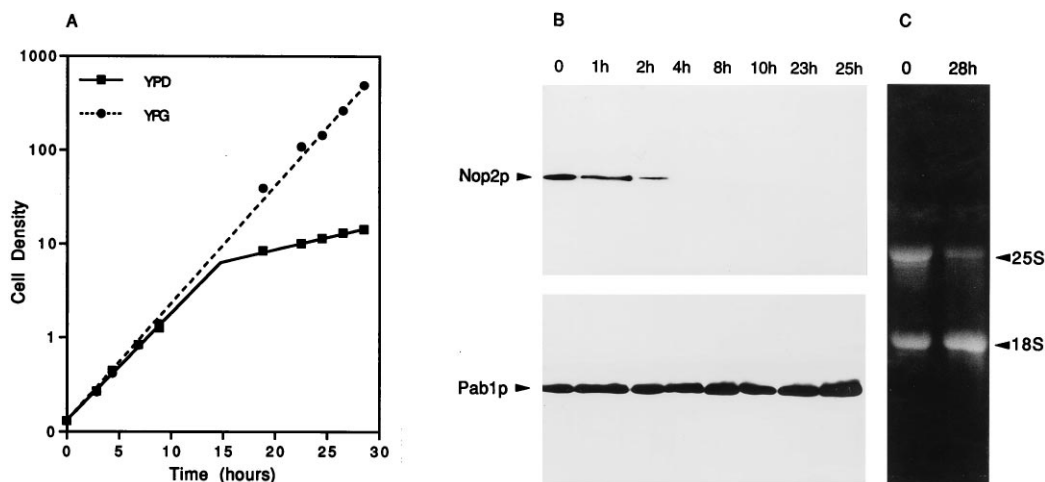 A
1000
100
10
1
0
Cell Density
YPD
YPG
0 5 10 15 20 25 30
Time (hours)
B
0 1h 2h 4h 8h 10h 23h 25h
Nop2p
Pab1p
C
0 28h
25S
18S